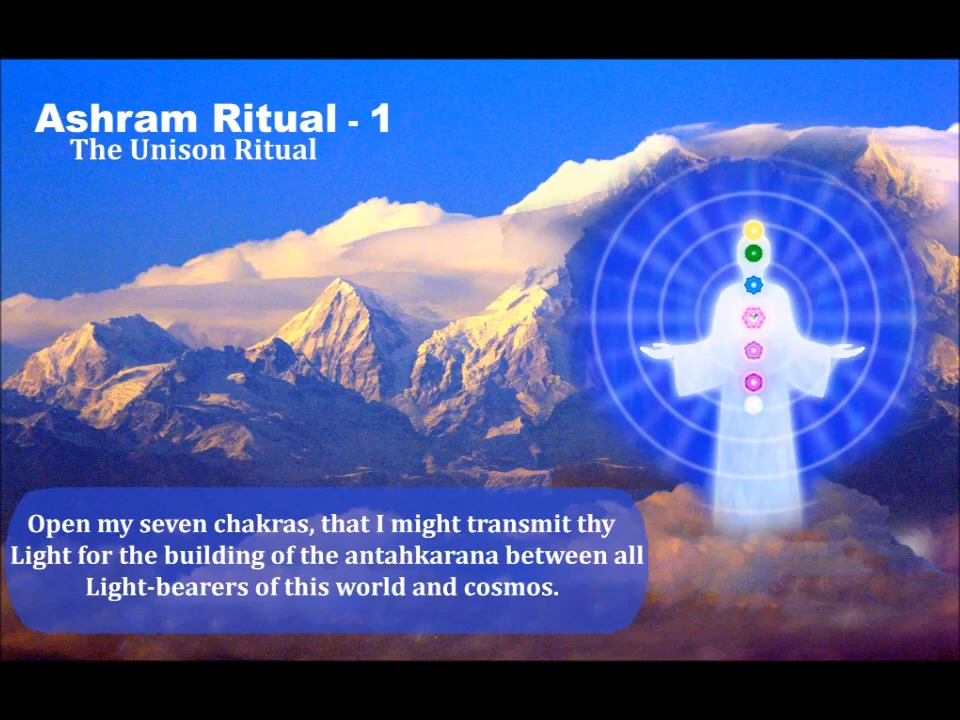 Ashram Ritual - 1
The Unison Ritual
Open my seven chakras, that I might transmit thy
Light for the building of the antahkarana between all
Light-bearers of this world and cosmos.